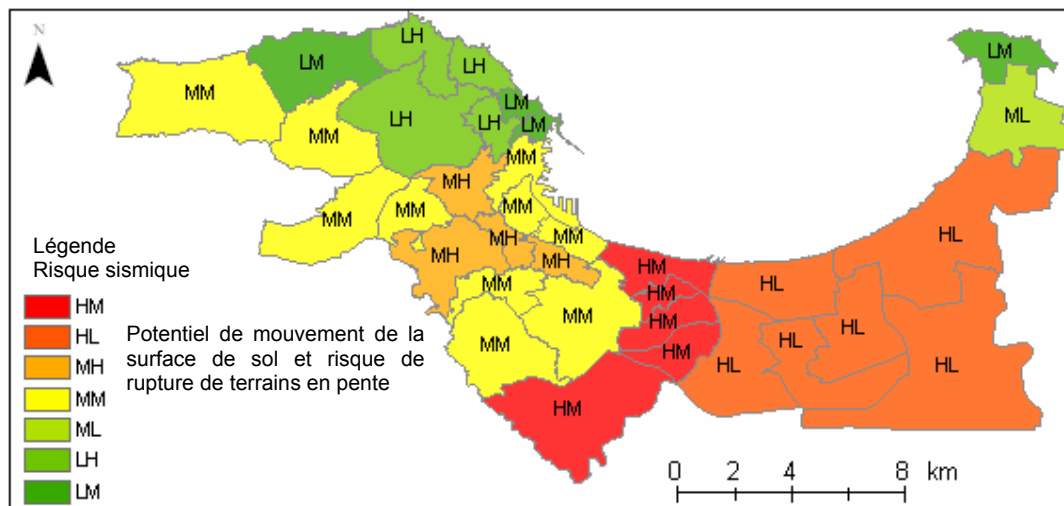 N
LH
LM
LH
LM
MM
ML
LM
LH
LH
LM
MM
MM
MH
MM
MM
MM
HL
MM
MH
MH
MH
HM
MM
HL
HM
MM
HM
HL
HL
MM
HM
HL
HL
HM
Légende
Risque sismique
HM
HL
MH
MM
ML
LH
LM
Potentiel de mouvement de la
surface de sol et risque de
rupture de terrains en pente
0 2 4 8 km